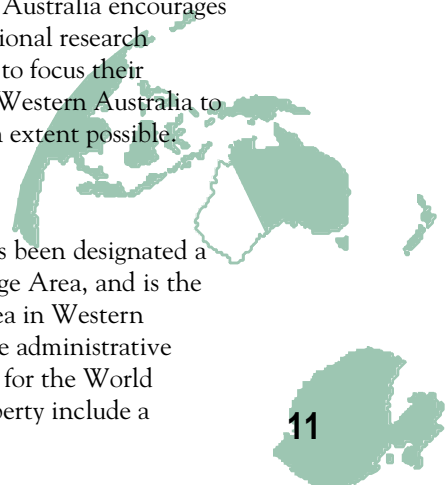 Australia encourages
ional research
to focus their
Western Australia to
extent possible.
been designated a
ge Area, and is the
ea in Western
e administrative
for the World
perty include a
11